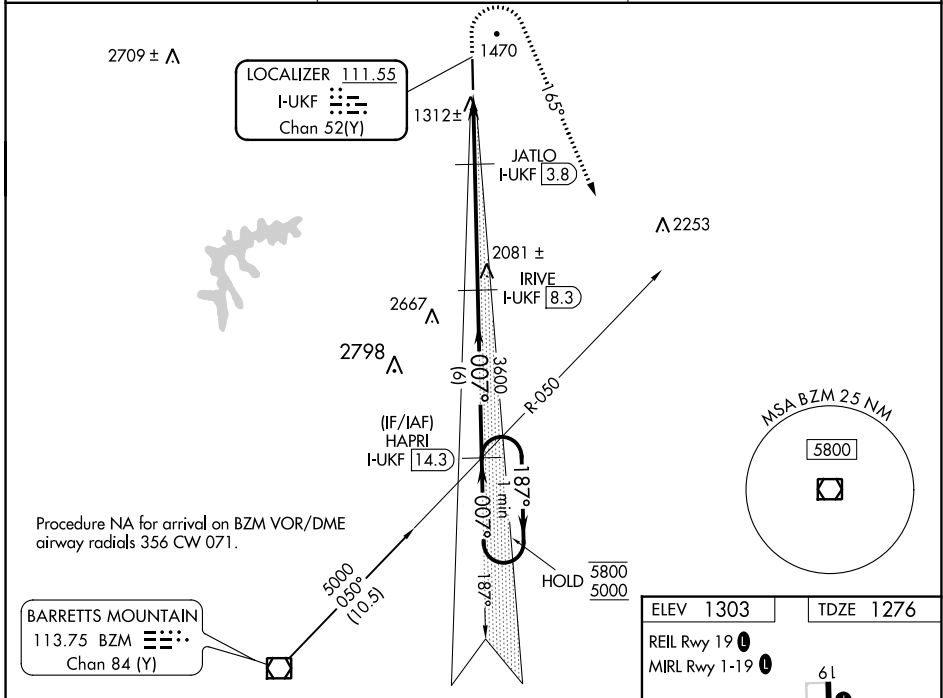 2709 ±
1470
LOCALIZER 111.55
I-UKF
Chan 52(Y)
165°
1312±
JATLO
I-UKF 3.8
2253
2081 ±
IRIVE
I-UKF 8.3
2667
2798
007°
3600
(6)
R-050
(IF/IAF)
HAPRI
I-UKF 14.3
187°
1 min
007°
187°
HOLD 5800
5000
MSA BZM 25 NM
5800
Procedure NA for arrival on BZM VOR/DME
airway radials 356 CW 071.
5000
050°
(10.5)
BARRETTS MOUNTAIN
113.75 BZM
Chan 84 (Y)
ELEV 1303
TDZE 1276
REIL Rwy 19 L
MIRL Rwy 1-19 L
19
L